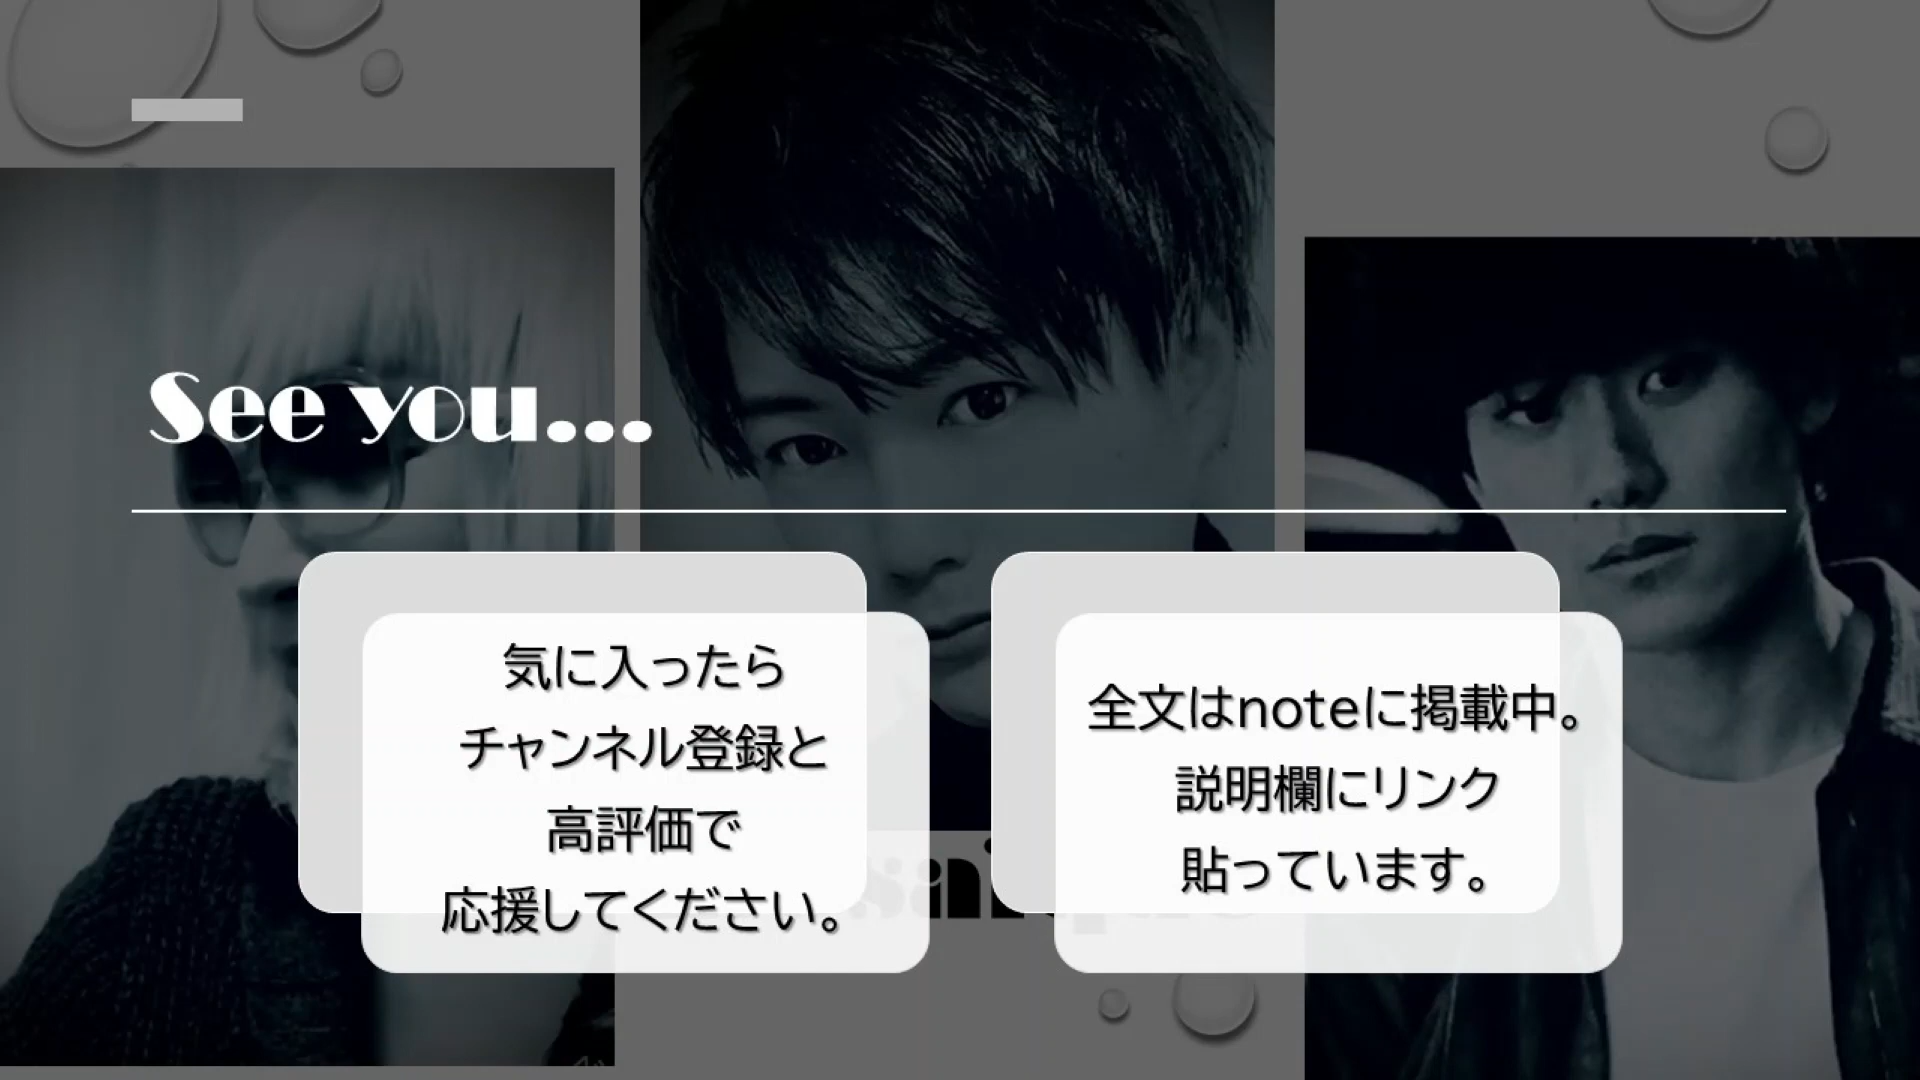 See you...
気に入ったら
チャンネル登録と
高評価で
応援してください。
全文はnoteに掲載中。
説明欄にリンク
貼っています。